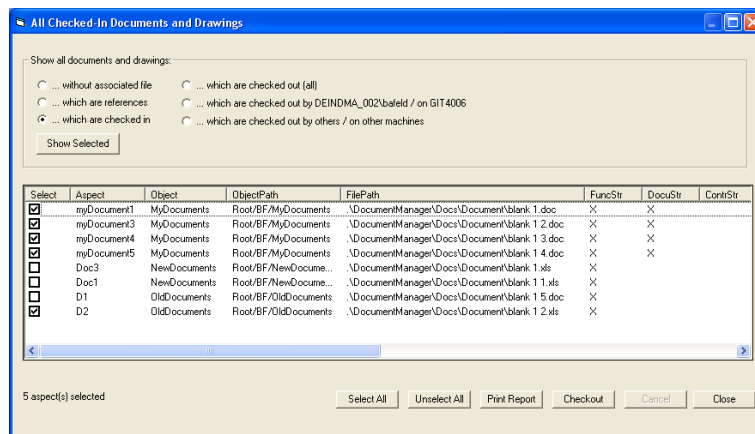 All Checked-In Documents and Drawings
Show all documents and drawings:
... without associated file ... which are checked out (all)
... which are references ... which are checked out by DEINDMA_002\bafeld / on GIT4006
... which are checked in ... which are checked out by others / on other machines
Show Selected
Select Aspect Object ObjectPath FilePath FuncStr DocuStr ContrStr
myDocument1 MyDocuments Root/BF/MyDocuments .\DocumentManager\Docs\Document\blank 1.doc X X
myDocument3 MyDocuments Root/BF/MyDocuments .\DocumentManager\Docs\Document\blank 1 2.doc X X
myDocument4 MyDocuments Root/BF/MyDocuments .\DocumentManager\Docs\Document\blank 1 3.doc X X
myDocument5 MyDocuments Root/BF/MyDocuments .\DocumentManager\Docs\Document\blank 1 4.doc X X
Doc3 NewDocuments Root/BF/NewDocume... .\DocumentManager\Docs\Document\blank 1.xls X
Doc1 NewDocuments Root/BF/NewDocume... .\DocumentManager\Docs\Document\blank 1 1.xls X
D1 OldDocuments Root/BF/OldDocuments .\DocumentManager\Docs\Document\blank 1 5.doc X
D2 OldDocuments Root/BF/OldDocuments .\DocumentManager\Docs\Document\blank 1 2.xls X
5 aspect(s) selected Select All Unselect All Print Report Checkout Cancel Close